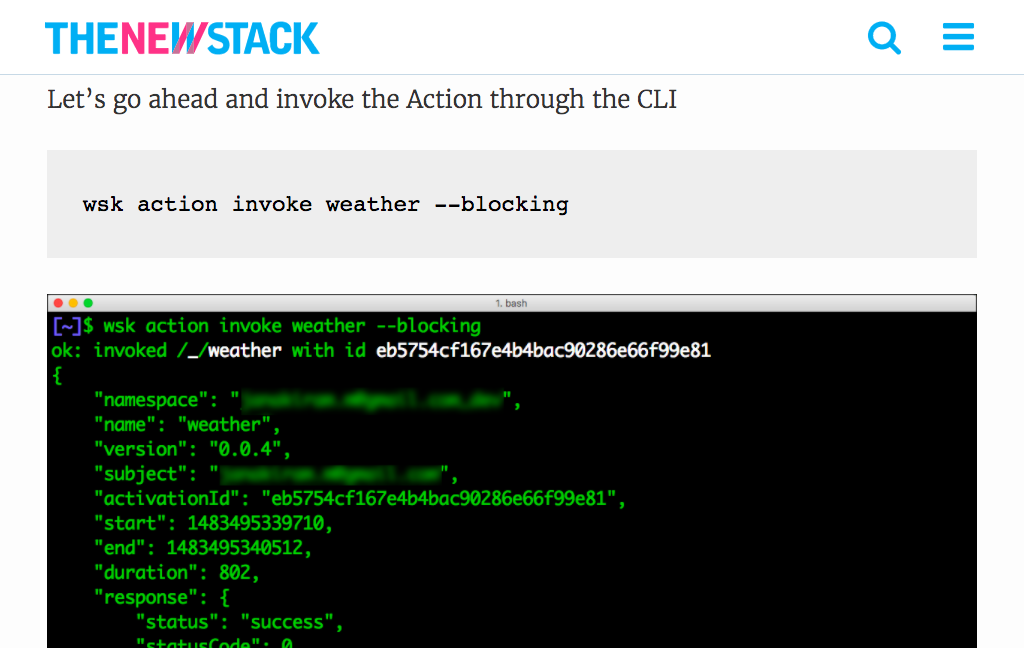 THENEWSTACK
Let’s go ahead and invoke the Action through the CLI
wsk action invoke weather --blocking
1. bash
[~]$ wsk action invoke weather --blocking
ok: invoked /_/weather with id eb5754cf167e4b4bac90286e66f99e81
{
"namespace": "",
"name": "weather",
"version": "0.0.4",
"subject": "",
"activationId": "eb5754cf167e4b4bac90286e66f99e81",
"start": 1483495339710,
"end": 1483495340512,
"duration": 802,
"response": {
"status": "success",
"statusCode": 0